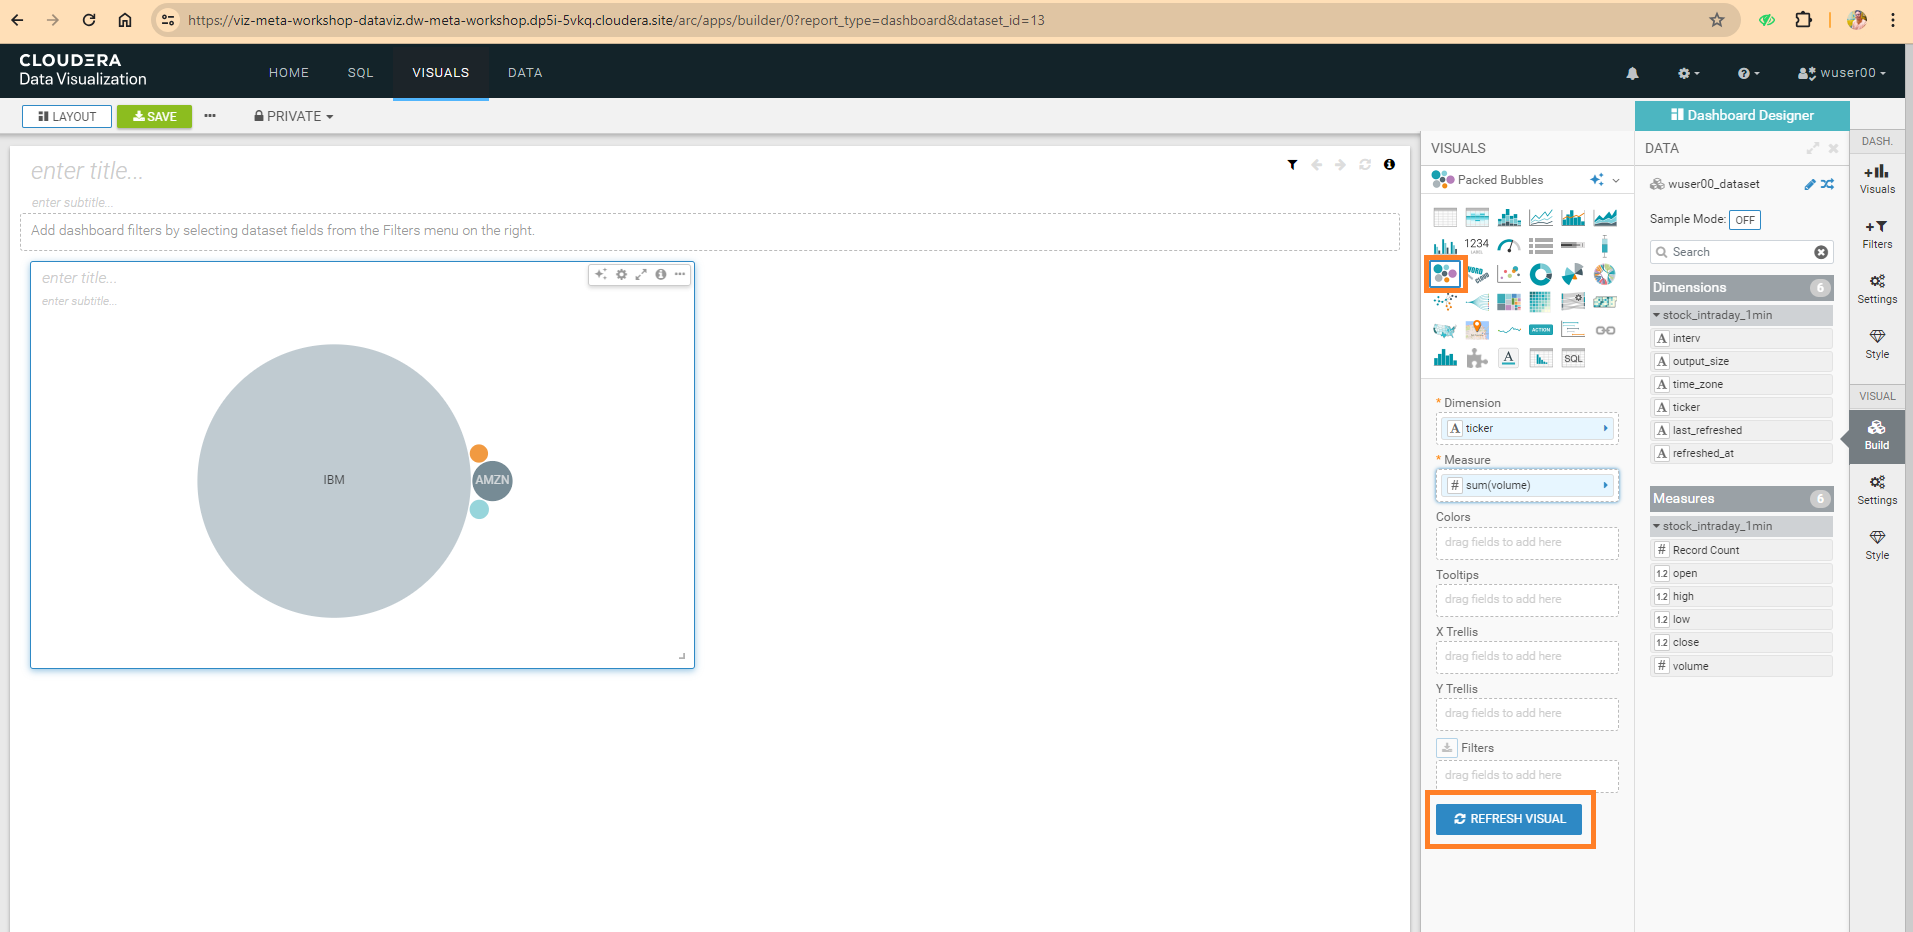 https://viz-meta-workshop-dataviz.dw-meta-workshop.dp5i-5vkq.cloudera.site/arc/apps/builder/0?report_type=dashboard&dataset_id=13
CLOUDERA
Data Visualization
HOME
SQL
VISUALS
DATA
wuser00
LAYOUT
SAVE
PRIVATE
Dashboard Designer
enter title...
enter subtitle...
Add dashboard filters by selecting dataset fields from the Filters menu on the right.
enter title...
enter subtitle...
IBM
AMZN
VISUALS
Packed Bubbles
1234
LABEL
WORD
CLOUD
ACTION
A
SQL
* Dimension
A ticker
* Measure
# sum(volume)
Colors
drag fields to add here
Tooltips
drag fields to add here
X Trellis
drag fields to add here
Y Trellis
drag fields to add here
Filters
drag fields to add here
REFRESH VISUAL
DATA
wuser00_dataset
Sample Mode: OFF
Search
Dimensions 6
stock_intraday_1min
A interv
A output_size
A time_zone
A ticker
A last_refreshed
A refreshed_at
Measures 6
stock_intraday_1min
# Record Count
1.2 open
1.2 high
1.2 low
1.2 close
# volume
DASH.
Visuals
Filters
Settings
Style
VISUAL
Build
Settings
Style